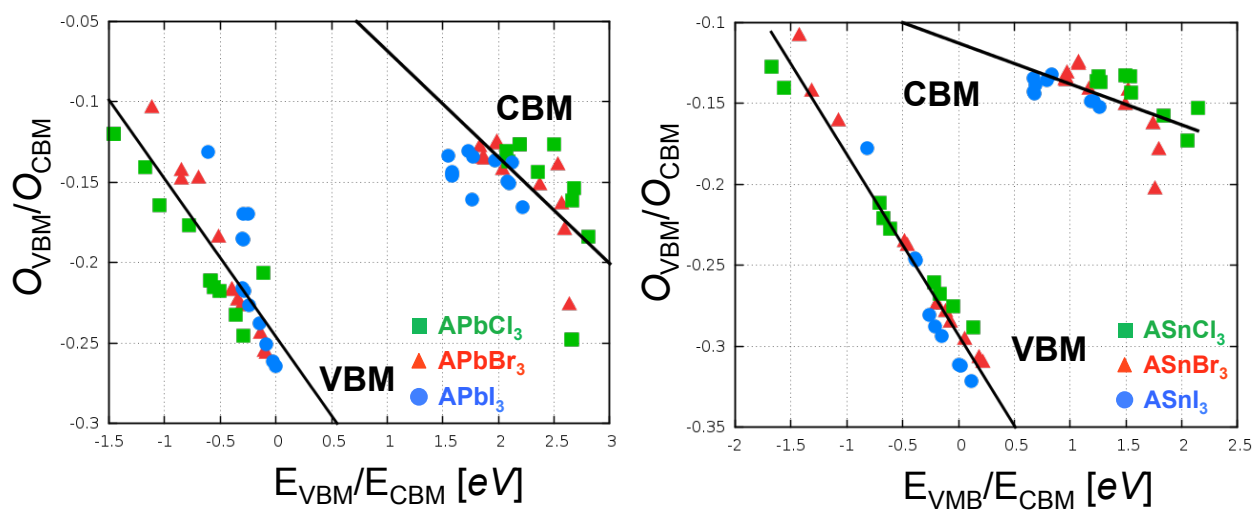 O_VBM/O_CBM
-0.05
-0.1
-0.15
-0.2
-0.25
-0.3
CBM
VBM
APbCl₃
APbBr₃
APbI₃
-1.5 -1 -0.5 0 0.5 1 1.5 2 2.5 3
E_VBM/E_CBM [eV]
O_VBM/O_CBM
-0.1
-0.15
-0.2
-0.25
-0.3
-0.35
CBM
VBM
ASnCl₃
ASnBr₃
ASnI₃
-2 -1 -0.5 0 0.5 1 1.5 2 2.5
E_VMB/E_CBM [eV]